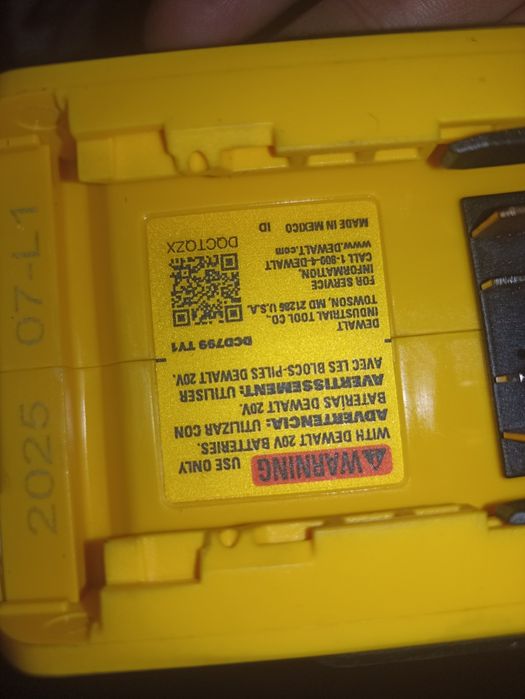 ⚠WARNING USE ONLY
WITH DEWALT 20V BATTERIES.
ADVERTENCIA: UTILIZAR CON
BATERIAS DEWALT 20V.
AVERTISSEMENT: UTILISER
AVEC LES BLOCS-PILES DEWALT 20V.
DCD799 TY1
DEWALT
INDUSTRIAL TOOL CO.,
TOWSON, MD 21286 U.S.A.
FOR SERVICE
INFORMATION,
CALL 1-800-4-DEWALT
www.DEWALT.com
MADE IN MEXICO ID
DQCTQZX
2025 07-L1